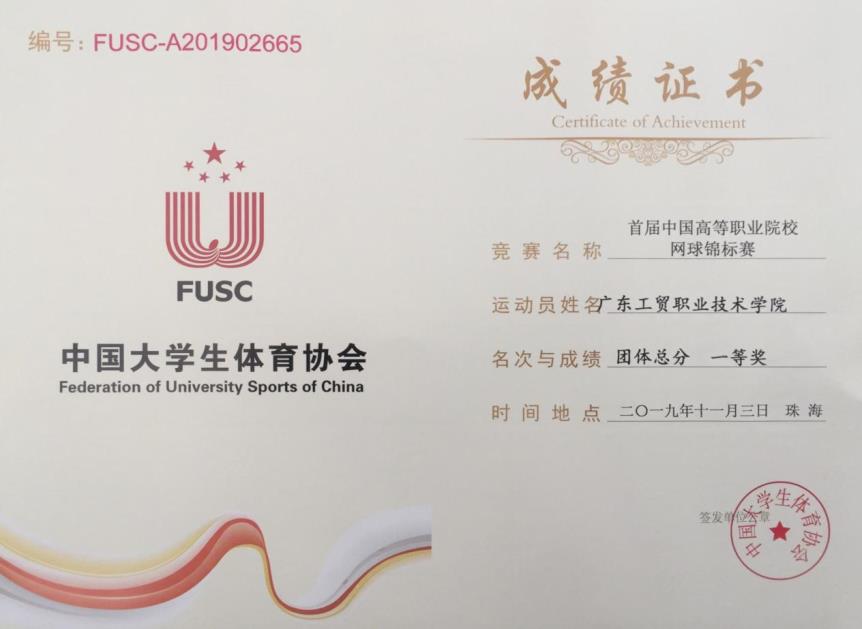 编号：FUSC-A201902665
FUSC
中国大学生体育协会
Federation of University Sports of China
成绩证书
Certificate of Achievement
竞赛名称 首届中国高等职业院校
网球锦标赛
运动员姓名 广东工贸职业技术学院
名次与成绩 团体总分 一等奖
时间地点 二〇一九年十一月三日 珠海
签发单位公章
中国大学生体育协会